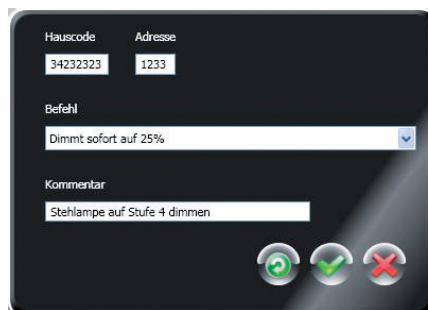 Hauscode Adresse
34232323 1233
Befehl
Dimmt sofort auf 25%
Kommentar
Stehlampe auf Stufe 4 dimmen